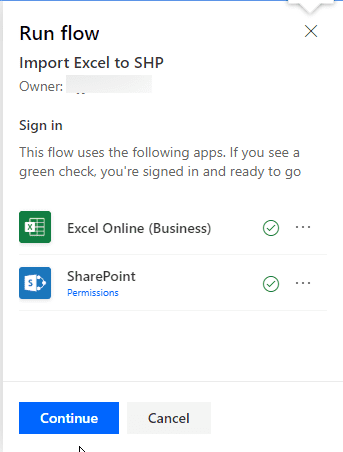 Run flow
Import Excel to SHP
Owner:
Sign in
This flow uses the following apps. If you see a
green check, you're signed in and ready to go
Excel Online (Business)
SharePoint
Permissions
Continue
Cancel